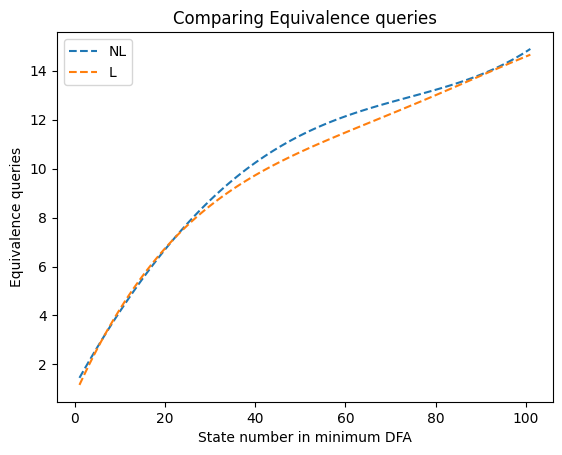 Comparing Equivalence queries
NL
L
14
12
10
8
6
4
2
Equivalence queries
0
20
40
60
80
100
State number in minimum DFA